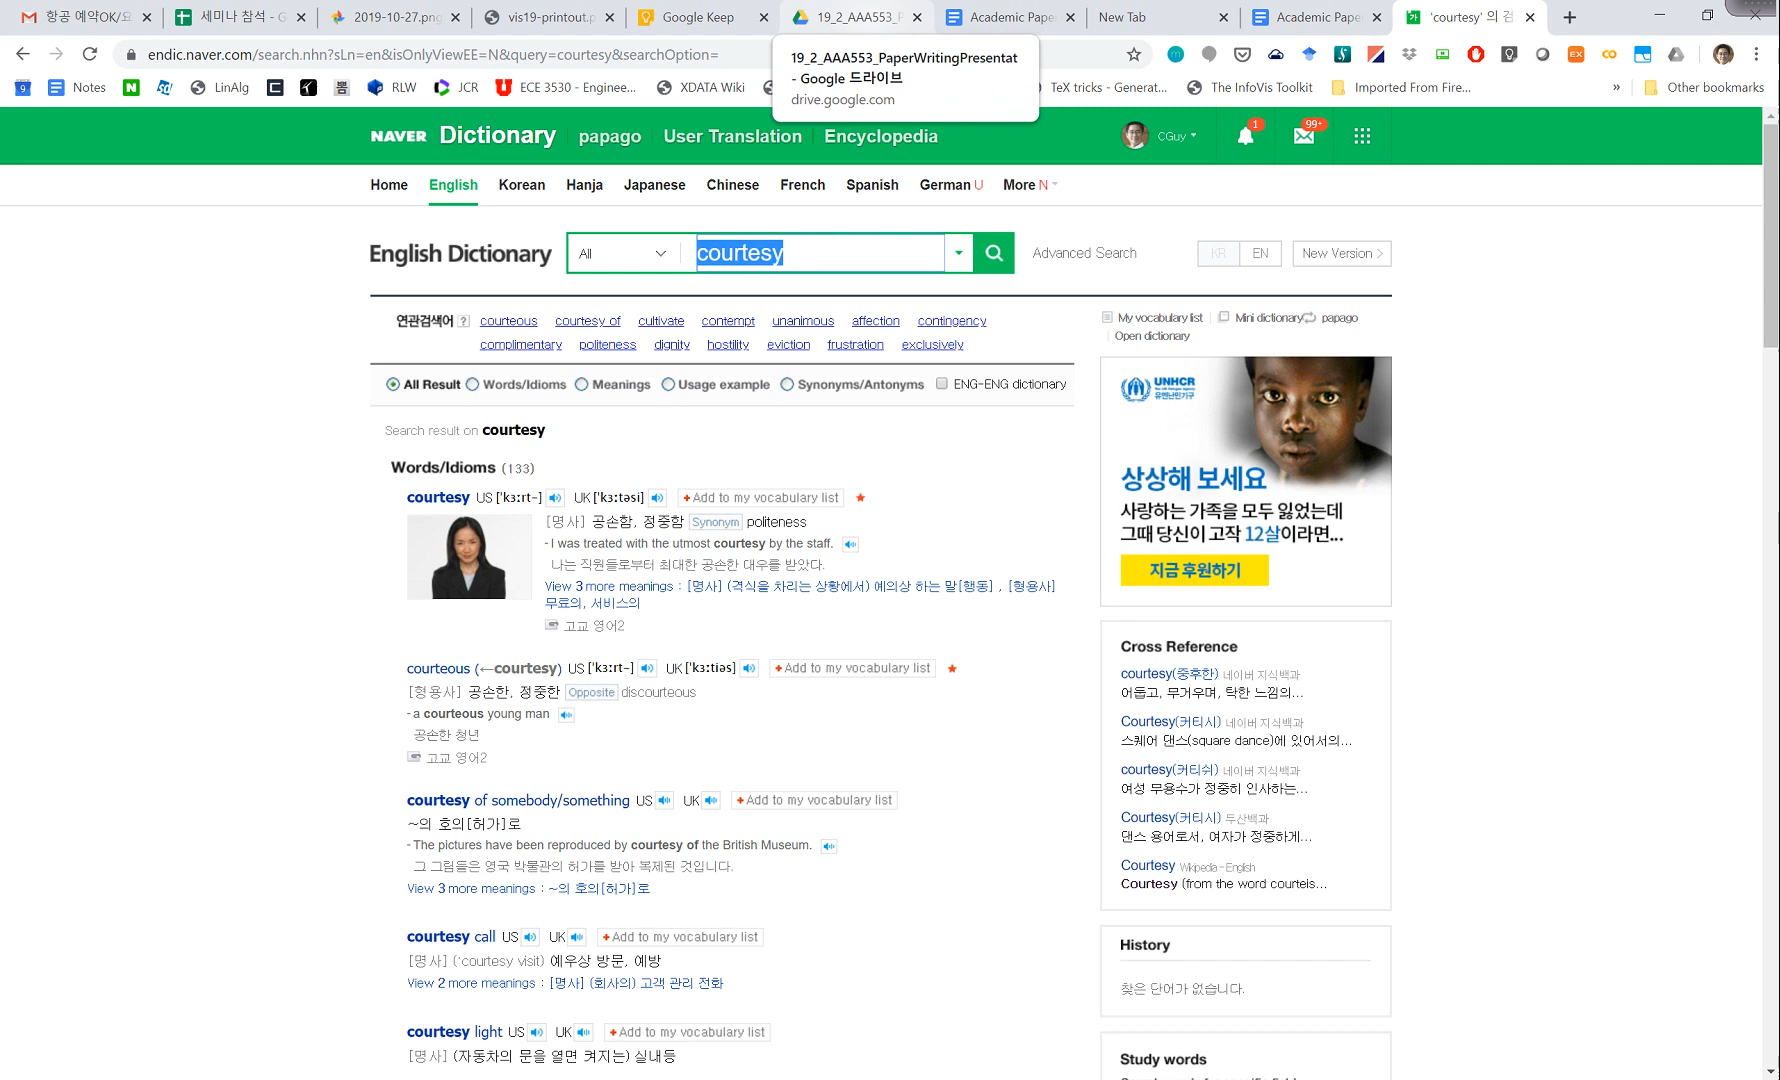 항공 예약OK/요
세미나 참석 - G
2019-10-27.png
vis19-printout.p
Google Keep
19_2_AAA553_P
Academic Pape
New Tab
Academic Pape
'courtesy' 의 검
endic.naver.com/search.nhn?sLn=en&isOnlyViewEE=N&query=courtesy&searchOption=
19_2_AAA553_PaperWritingPresentat
- Google 드라이브
drive.google.com
Notes
LinAlg
RLW
JCR
ECE 3530 - Enginee...
XDATA Wiki
TeX tricks - Generat...
The InfoVis Toolkit
Imported From Fire...
Other bookmarks
NAVER Dictionary papago User Translation Encyclopedia
CGuy
1
99+
Home English Korean Hanja Japanese Chinese French Spanish German U More N
English Dictionary
All
courtesy
Advanced Search
KR EN
New Version >
연관검색어 ? courteous courtesy of cultivate contempt unanimous affection contingency
complimentary politeness dignity hostility eviction frustration exclusively
My vocabulary list Mini dictionary papago
Open dictionary
All Result Words/Idioms Meanings Usage example Synonyms/Antonyms ENG-ENG dictionary
Search result on courtesy
Words/Idioms (133)
courtesy US ['kɜːrt-] UK ['kɜːtəsi] +Add to my vocabulary list
[명사] 공손함, 정중함 Synonym politeness
- I was treated with the utmost courtesy by the staff.
나는 직원들로부터 최대한 공손한 대우를 받았다.
View 3 more meanings : [명사] (격식을 차리는 상황에서) 예의상 하는 말[행동] , [형용사]
무료의, 서비스의
고교 영어2
courteous (←courtesy) US ['kɜːrt-] UK ['kɜːtiəs] +Add to my vocabulary list
[형용사] 공손한, 정중한 Opposite discourteous
- a courteous young man
공손한 청년
고교 영어2
courtesy of somebody/something US UK +Add to my vocabulary list
~의 호의[허가]로
- The pictures have been reproduced by courtesy of the British Museum.
그 그림들은 영국 박물관의 허가를 받아 복제된 것입니다.
View 3 more meanings : ~의 호의[허가]로
courtesy call US UK +Add to my vocabulary list
[명사] (·courtesy visit) 예우상 방문, 예방
View 2 more meanings : [명사] (회사의) 고객 관리 전화
courtesy light US UK +Add to my vocabulary list
[명사] (자동차의 문을 열면 켜지는) 실내등
UNHCR
유엔난민기구
상상해 보세요
사랑하는 가족을 모두 잃었는데
그때 당신이 고작 12살이라면...
지금 후원하기
Cross Reference
courtesy(중후한) 네이버 지식백과
어둡고, 무거우며, 탁한 느낌의...
Courtesy(커티시) 네이버 지식백과
스퀘어 댄스(square dance)에 있어서의...
courtesy(커티쉬) 네이버 지식백과
여성 무용수가 정중히 인사하는...
Courtesy(커티시) 두산백과
댄스 용어로서, 여자가 정중하게...
Courtesy Wikipedia-English
Courtesy (from the word courteis...
History
찾은 단어가 없습니다.
Study words